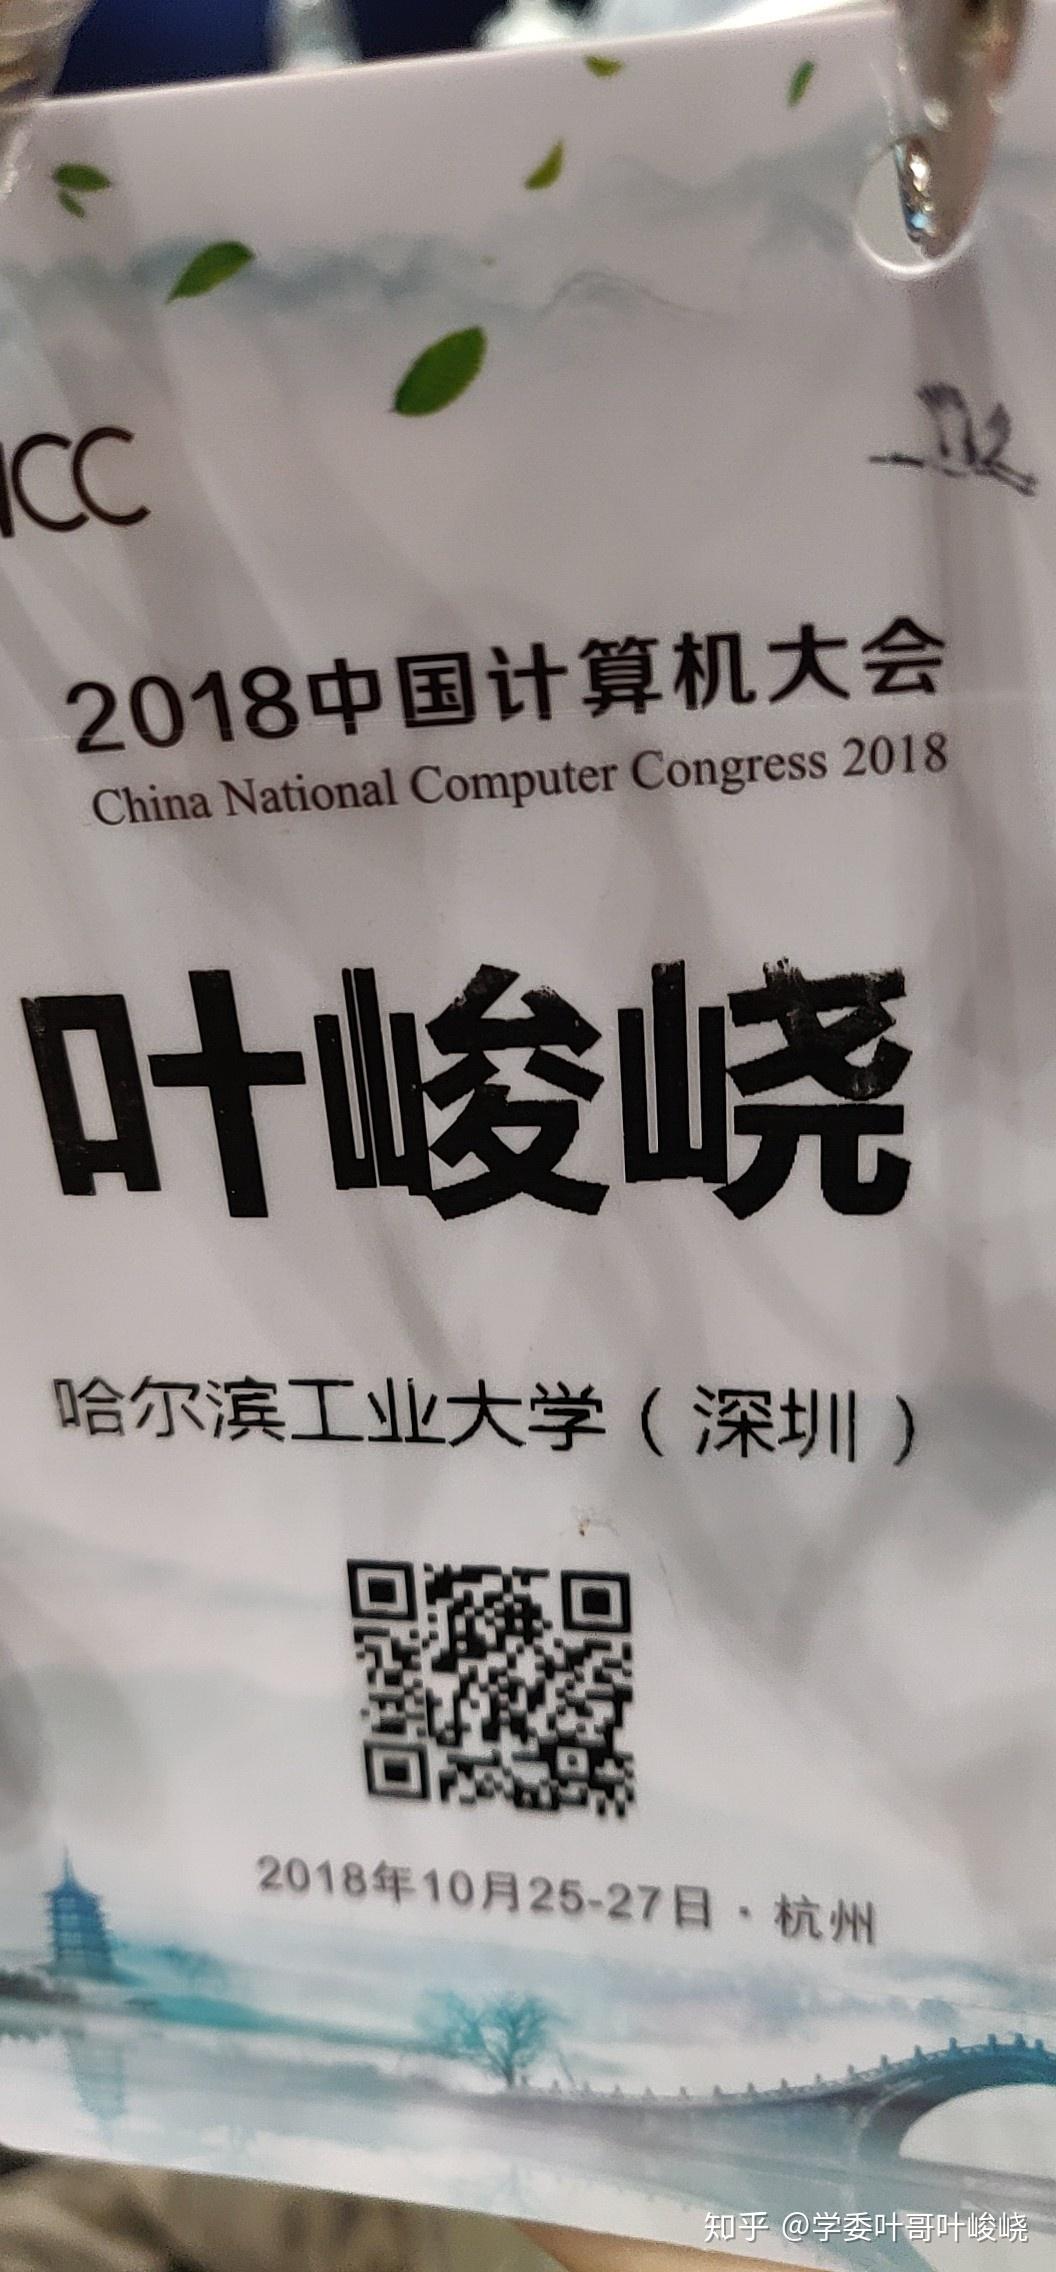 NCC
2018中国计算机大会
China National Computer Congress 2018
叶峻峣
哈尔滨工业大学（深圳）
2018年10月25-27日·杭州
知乎 @学委叶哥叶峻峣